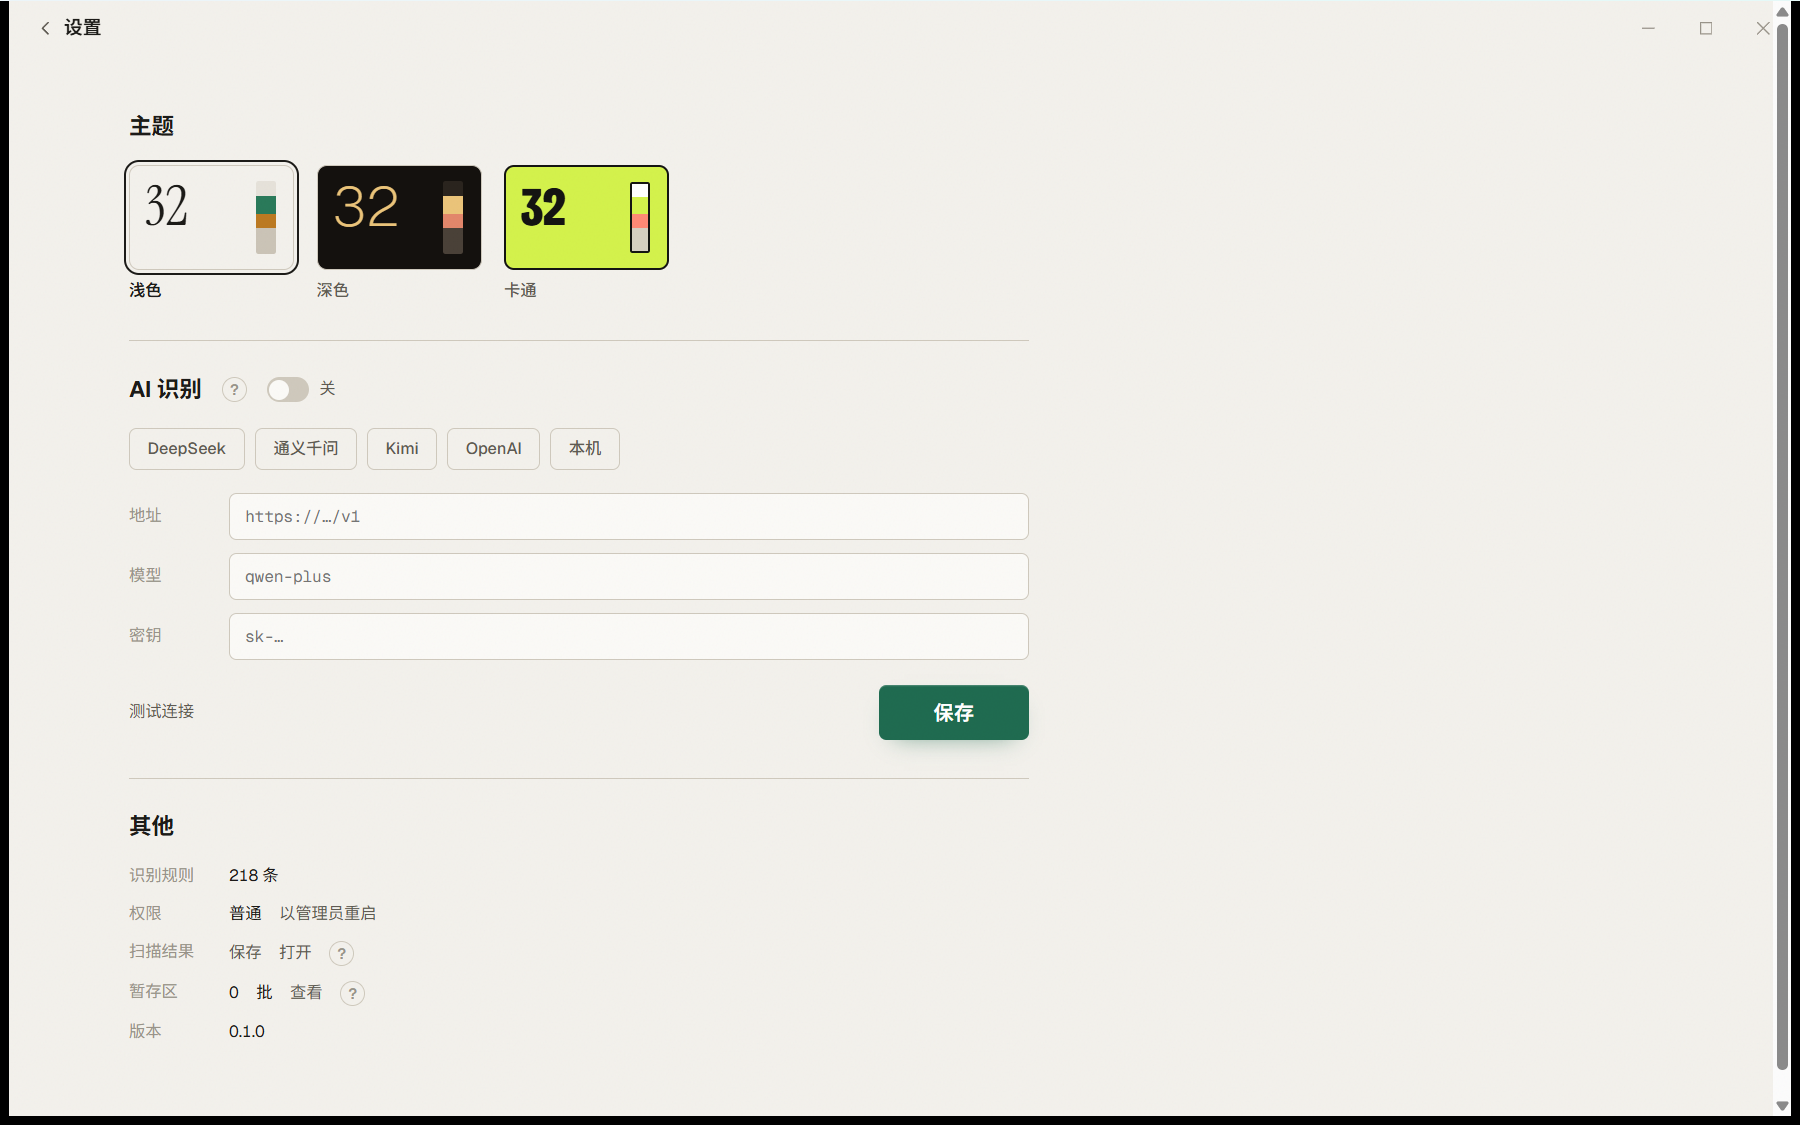 设置
主题
32 32 32
浅色 深色 卡通
AI 识别 ? 关
DeepSeek 通义千问 Kimi OpenAI 本机
地址 https://…/v1
模型 qwen-plus
密钥 sk-…
测试连接 保存
其他
识别规则 218 条
权限 普通 以管理员重启
扫描结果 保存 打开 ?
暂存区 0 批 查看 ?
版本 0.1.0